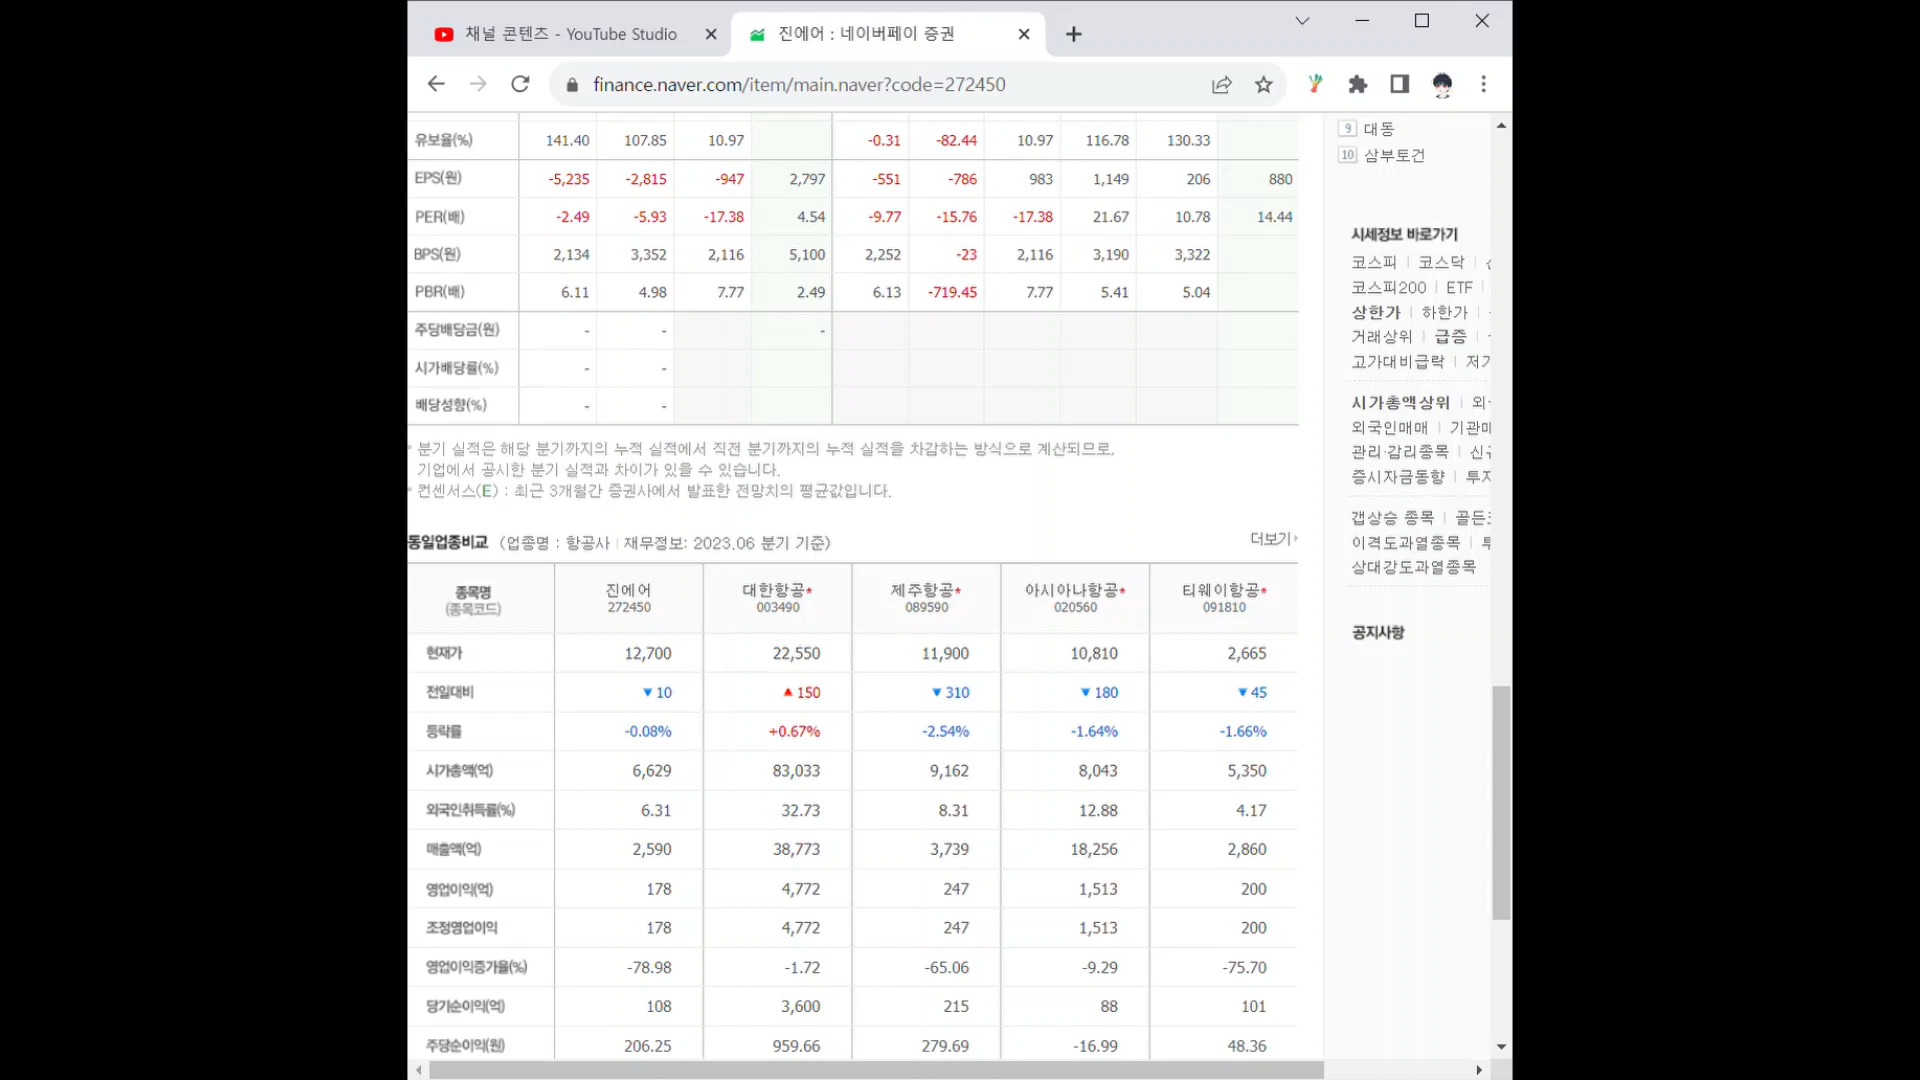 채널 콘텐츠 - YouTube Studio
진에어 : 네이버페이 증권
finance.naver.com/item/main.naver?code=272450
유보율(%) 141.40 107.85 10.97 -0.31 -82.44 10.97 116.78 130.33
EPS(원) -5,235 -2,815 -947 2,797 -551 -786 983 1,149 206 880
PER(배) -2.49 -5.93 -17.38 4.54 -9.77 -15.76 -17.38 21.67 10.78 14.44
BPS(원) 2,134 3,352 2,116 5,100 2,252 -23 2,116 3,190 3,322
PBR(배) 6.11 4.98 7.77 2.49 6.13 -719.45 7.77 5.41 5.04
주당배당금(원) - - -
시가배당률(%) - -
배당성향(%) - -
* 분기 실적은 해당 분기까지의 누적 실적에서 직전 분기까지의 누적 실적을 차감하는 방식으로 계산되므로,
기업에서 공시한 분기 실적과 차이가 있을 수 있습니다.
* 컨센서스(E) : 최근 3개월간 증권사에서 발표한 전망치의 평균값입니다.
동일업종비교 (업종명 : 항공사 | 재무정보: 2023.06 분기 기준) 더보기
종목명 진에어 대한항공* 제주항공* 아시아나항공* 티웨이항공*
(종목코드) 272450 003490 089590 020560 091810
현재가 12,700 22,550 11,900 10,810 2,665
전일대비 ▼10 ▲150 ▼310 ▼180 ▼45
등락률 -0.08% +0.67% -2.54% -1.64% -1.66%
시가총액(억) 6,629 83,033 9,162 8,043 5,350
외국인취득률(%) 6.31 32.73 8.31 12.88 4.17
매출액(억) 2,590 38,773 3,739 18,256 2,860
영업이익(억) 178 4,772 247 1,513 200
조정영업이익 178 4,772 247 1,513 200
영업이익증가율(%) -78.98 -1.72 -65.06 -9.29 -75.70
당기순이익(억) 108 3,600 215 88 101
주당순이익(원) 206.25 959.66 279.69 -16.99 48.36
9 대동
10 삼부토건
시세정보 바로가기
코스피 | 코스닥 |
코스피200 | ETF |
상한가 | 하한가 |
거래상위 | 급증 |
고가대비급락 |
시가총액상위 |
외국인매매 |
관리·감리종목 |
증시자금동향 |
갭상승 종목 |
이격도과열종목 |
상대강도과열종목
공지사항